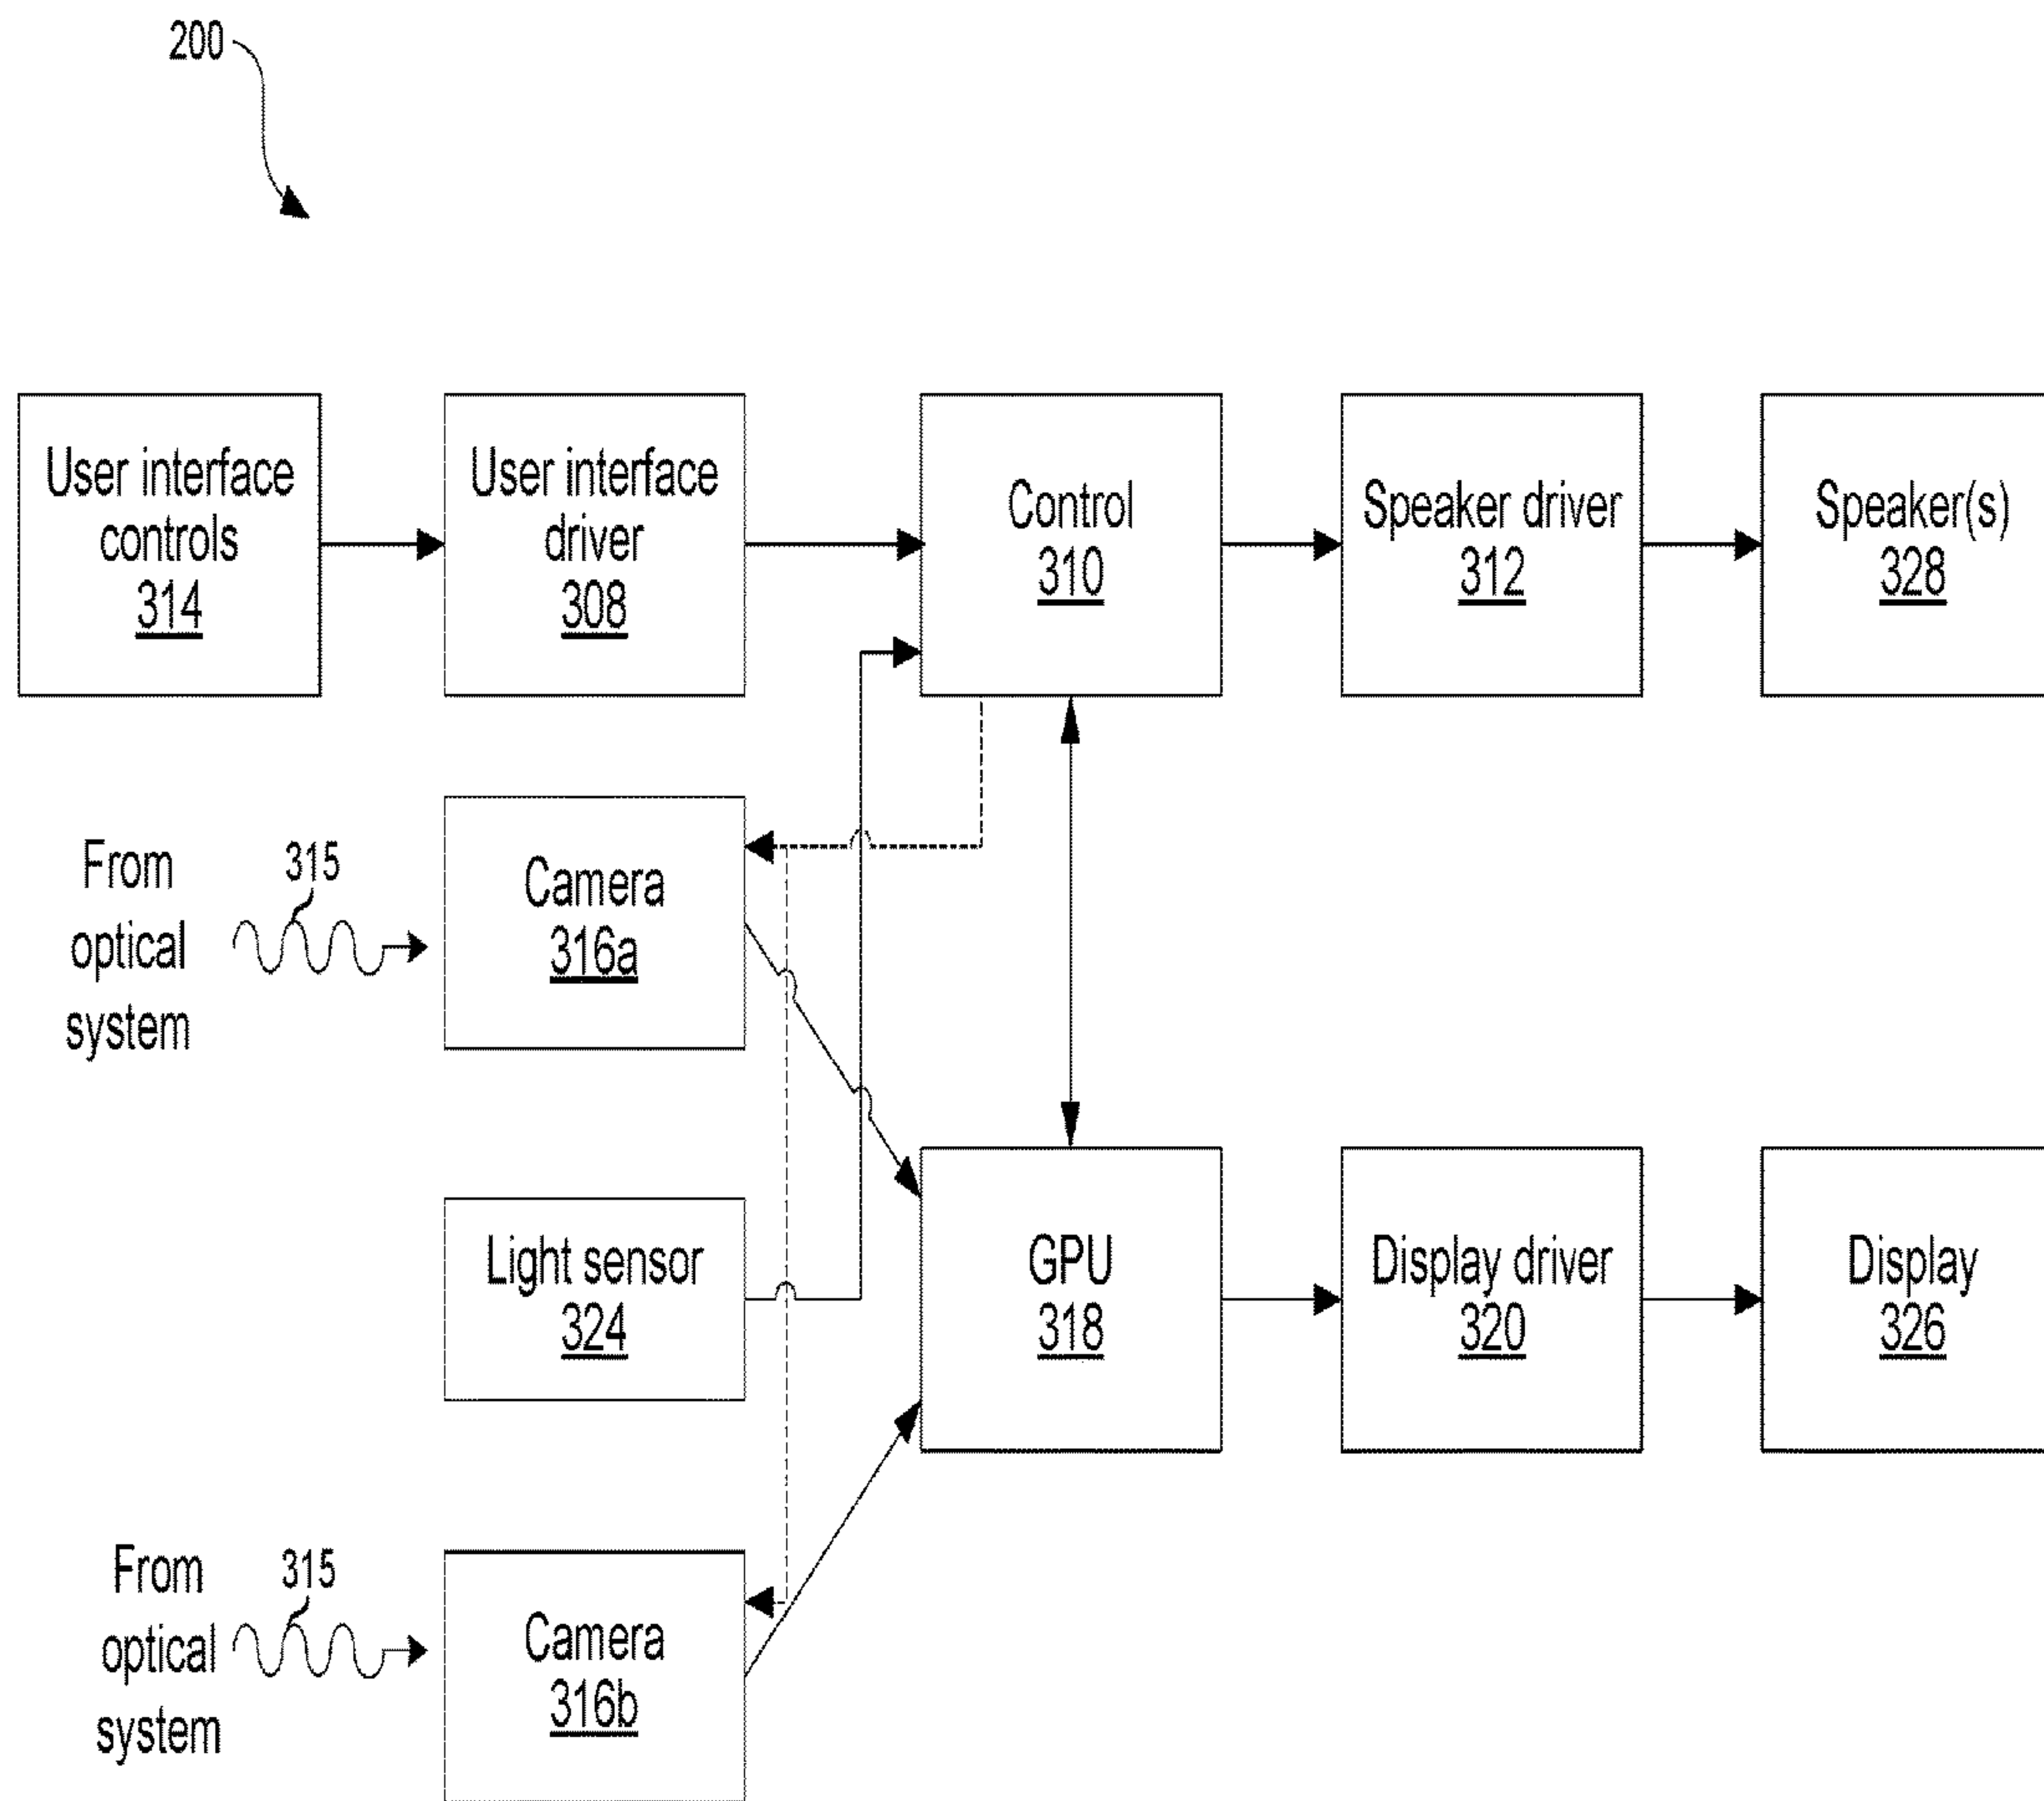 200
User interface
controls
314
User interface
driver
308
Control
310
Speaker driver
312
Speaker(s)
328
From
optical
system
315
Camera
316a
Light sensor
324
GPU
318
Display driver
320
Display
326
From
optical
system
315
Camera
316b